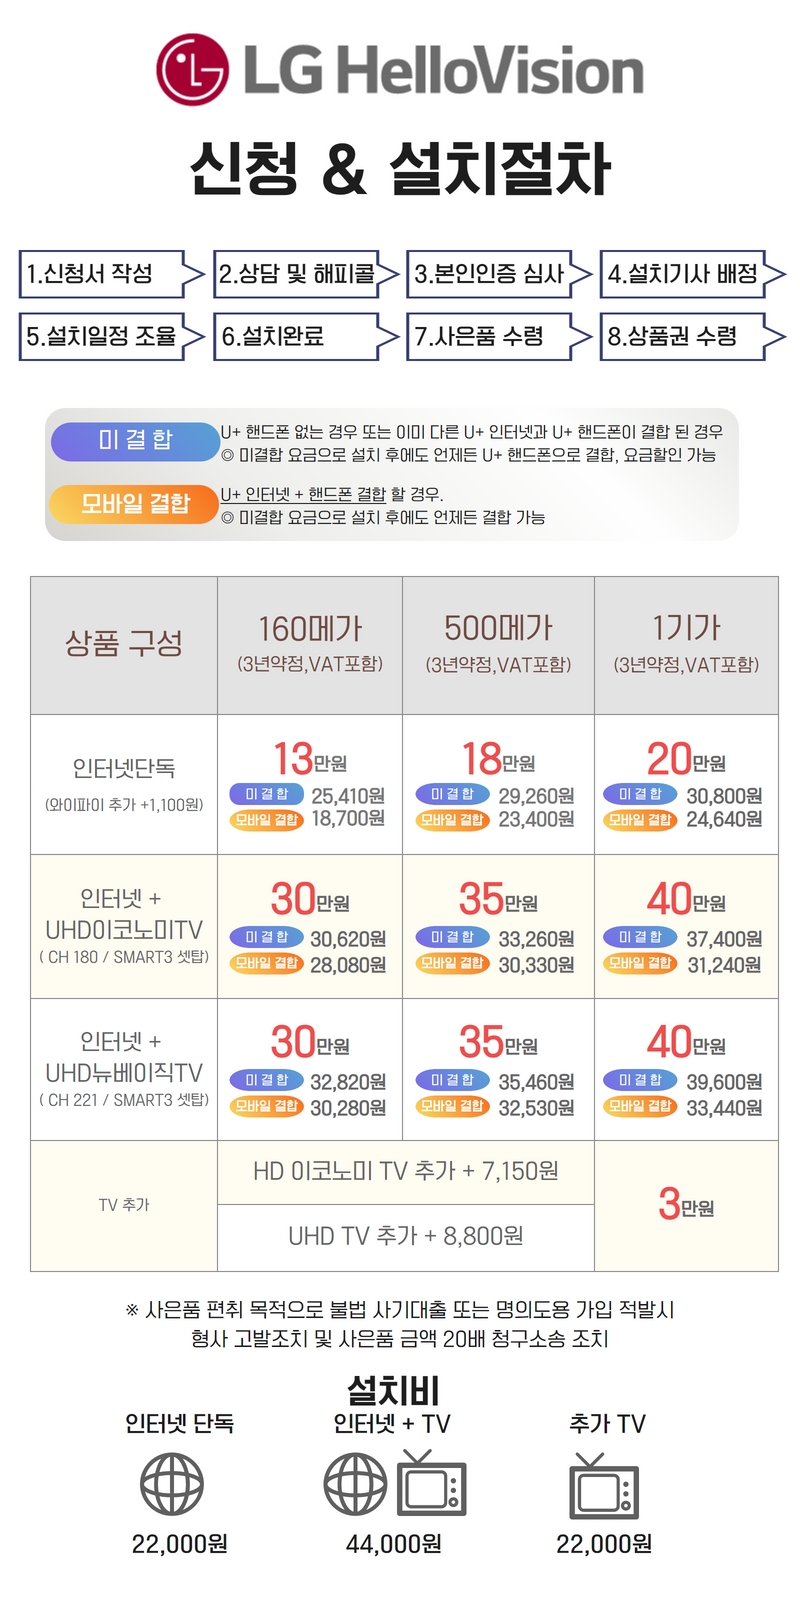 LG HelloVision
신청 & 설치절차
1.신청서 작성
2.상담 및 해피콜
3.본인인증 심사
4.설치기사 배정
5.설치일정 조율
6.설치완료
7.사은품 수령
8.상품권 수령
미 결 합
U+ 핸드폰 없는 경우 또는 이미 다른 U+ 인터넷과 U+ 핸드폰이 결합 된 경우
◎ 미결합 요금으로 설치 후에도 언제든 U+ 핸드폰으로 결합, 요금할인 가능
모바일 결합
U+ 인터넷 + 핸드폰 결합 할 경우.
◎ 미결합 요금으로 설치 후에도 언제든 결합 가능
상품 구성
160메가
(3년약정,VAT포함)
500메가
(3년약정,VAT포함)
1기가
(3년약정,VAT포함)
인터넷단독
(와이파이 추가 +1,100원)
13만원
미 결 합 25,410원
모바일 결합 18,700원
18만원
미 결 합 29,260원
모바일 결합 23,400원
20만원
미 결 합 30,800원
모바일 결합 24,640원
인터넷 +
UHD이코노미TV
( CH 180 / SMART3 셋탑)
30만원
미 결 합 30,620원
모바일 결합 28,080원
35만원
미 결 합 33,260원
모바일 결합 30,330원
40만원
미 결 합 37,400원
모바일 결합 31,240원
인터넷 +
UHD뉴베이직TV
( CH 221 / SMART3 셋탑)
30만원
미 결 합 32,820원
모바일 결합 30,280원
35만원
미 결 합 35,460원
모바일 결합 32,530원
40만원
미 결 합 39,600원
모바일 결합 33,440원
TV 추가
HD 이코노미 TV 추가 + 7,150원
UHD TV 추가 + 8,800원
3만원
※ 사은품 편취 목적으로 불법 사기대출 또는 명의도용 가입 적발시
형사 고발조치 및 사은품 금액 20배 청구소송 조치
설치비
인터넷 단독
인터넷 + TV
추가 TV
22,000원
44,000원
22,000원